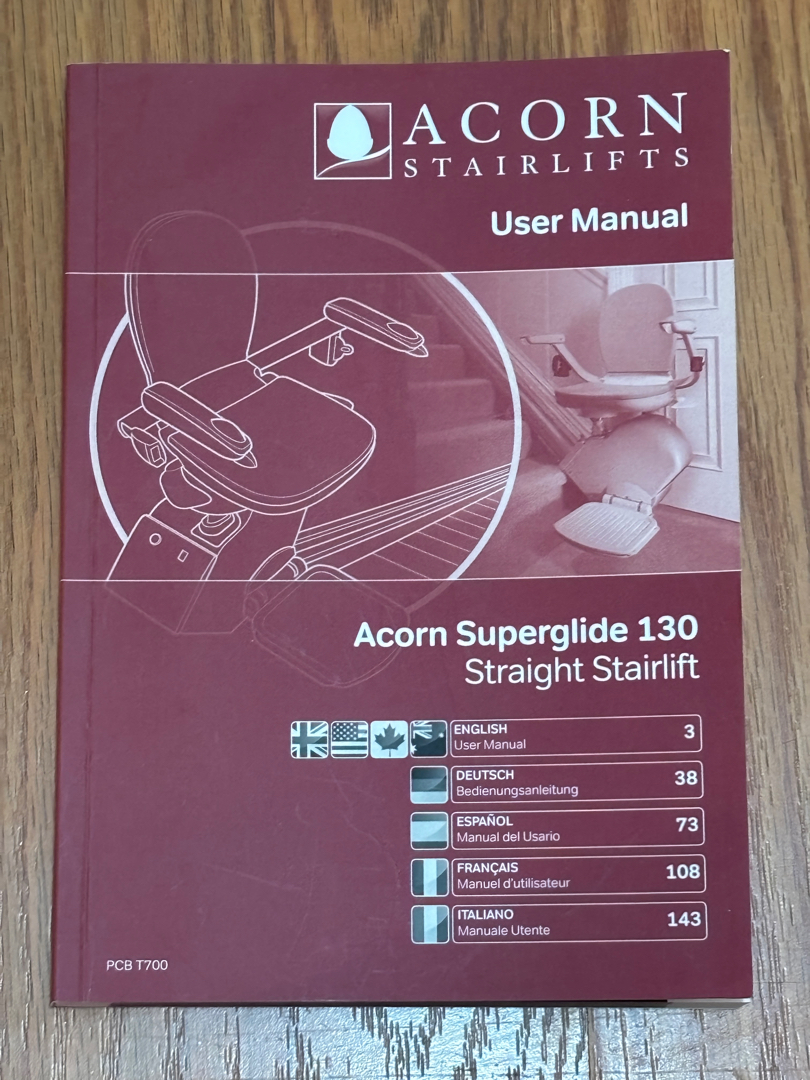 ACORN
STAIRLIFTS
User Manual
Acorn Superglide 130
Straight Stairlift
ENGLISH 3
User Manual
DEUTSCH 38
Bedienungsanleitung
ESPAÑOL 73
Manual del Usario
FRANÇAIS 108
Manuel d'utilisateur
ITALIANO 143
Manuale Utente
PCB T700